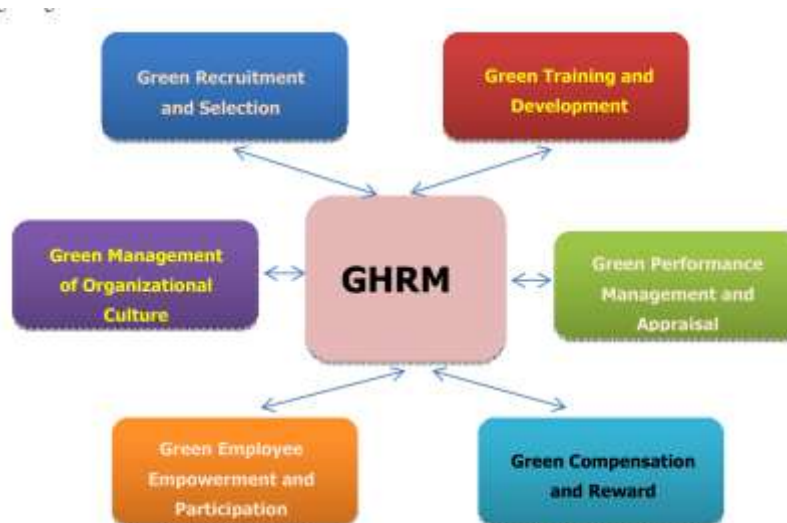 Green Recruitment
and Selection
Green Training and
Development
Green Management
of Organizational
Culture
GHRM
Green Performance
Management and
Appraisal
Green Employee
Empowerment and
Participation
Green Compensation
and Reward